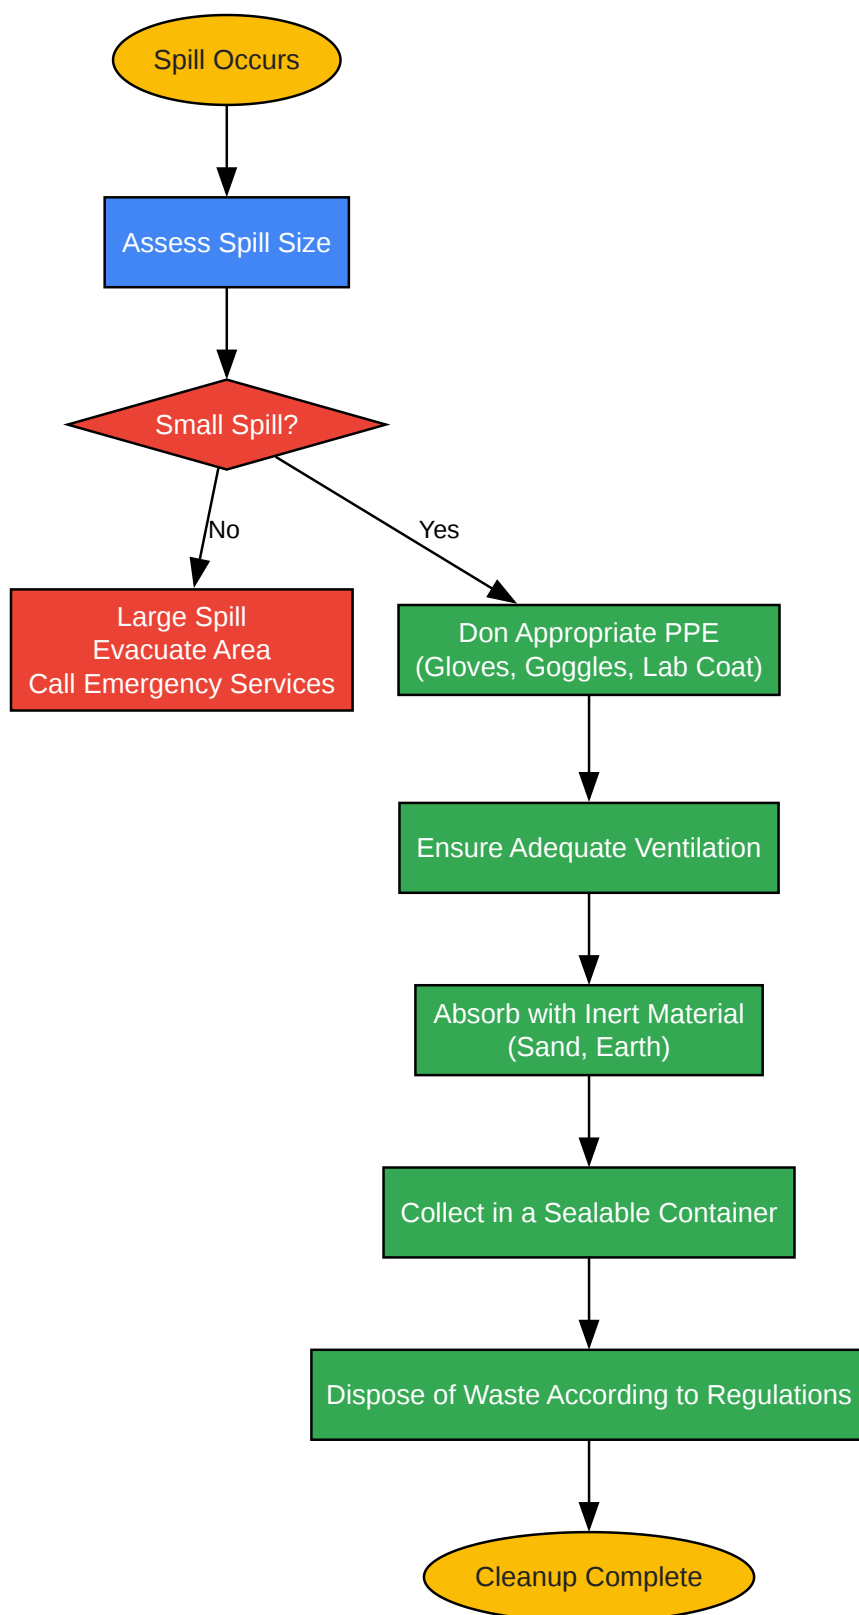 Spill Occurs
Assess Spill Size
Small Spill?
No
Yes
Large Spill
Evacuate Area
Call Emergency Services
Don Appropriate PPE
(Gloves, Goggles, Lab Coat)
Ensure Adequate Ventilation
Absorb with Inert Material
(Sand, Earth)
Collect in a Sealable Container
Dispose of Waste According to Regulations
Cleanup Complete